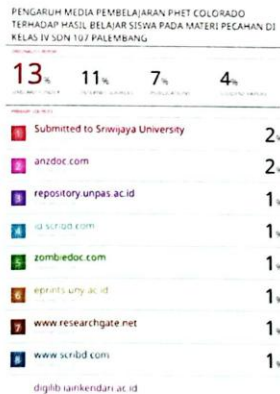 PENGARUH MEDIA PEMBELAJARAN PHET COLORADO
TERHADAP HASIL BELAJAR SISWA PADA MATERI PECAHAN DI
KELAS IV SDN 107 PALEMBANG
13% 11% 7% 4%
1 Submitted to Sriwijaya University 2%
2 anzdoc.com 2%
3 repository.unpas.ac.id 1%
4 id.scribd.com 1%
5 zombiedoc.com 1%
6 eprints.uny.ac.id 1%
7 www.researchgate.net 1%
8 www.scribd.com 1%
digilib.iainkendari.ac.id